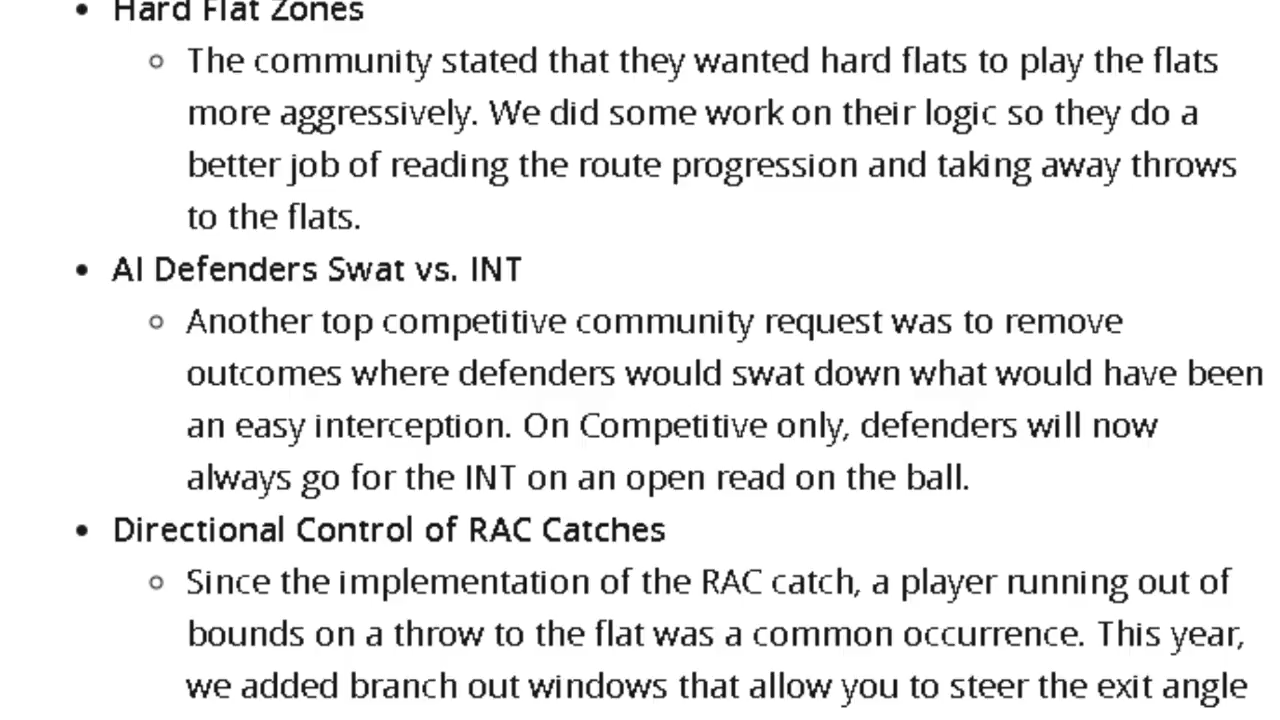 • Hard Flat Zones
◦ The community stated that they wanted hard flats to play the flats
more aggressively. We did some work on their logic so they do a
better job of reading the route progression and taking away throws
to the flats.
• AI Defenders Swat vs. INT
◦ Another top competitive community request was to remove
outcomes where defenders would swat down what would have been
an easy interception. On Competitive only, defenders will now
always go for the INT on an open read on the ball.
• Directional Control of RAC Catches
◦ Since the implementation of the RAC catch, a player running out of
bounds on a throw to the flat was a common occurrence. This year,
we added branch out windows that allow you to steer the exit angle